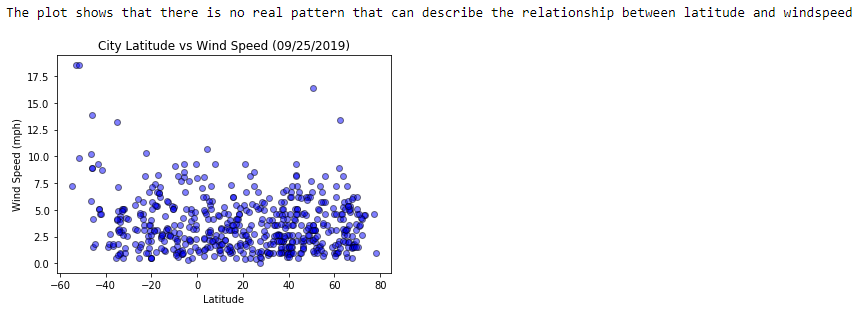 The plot shows that there is no real pattern that can describe the relationship between latitude and windspeed
City Latitude vs Wind Speed (09/25/2019)
17.5
15.0
12.5
10.0
7.5
5.0
2.5
0.0
Wind Speed (mph)
−60 −40 −20 0 20 40 60 80
Latitude